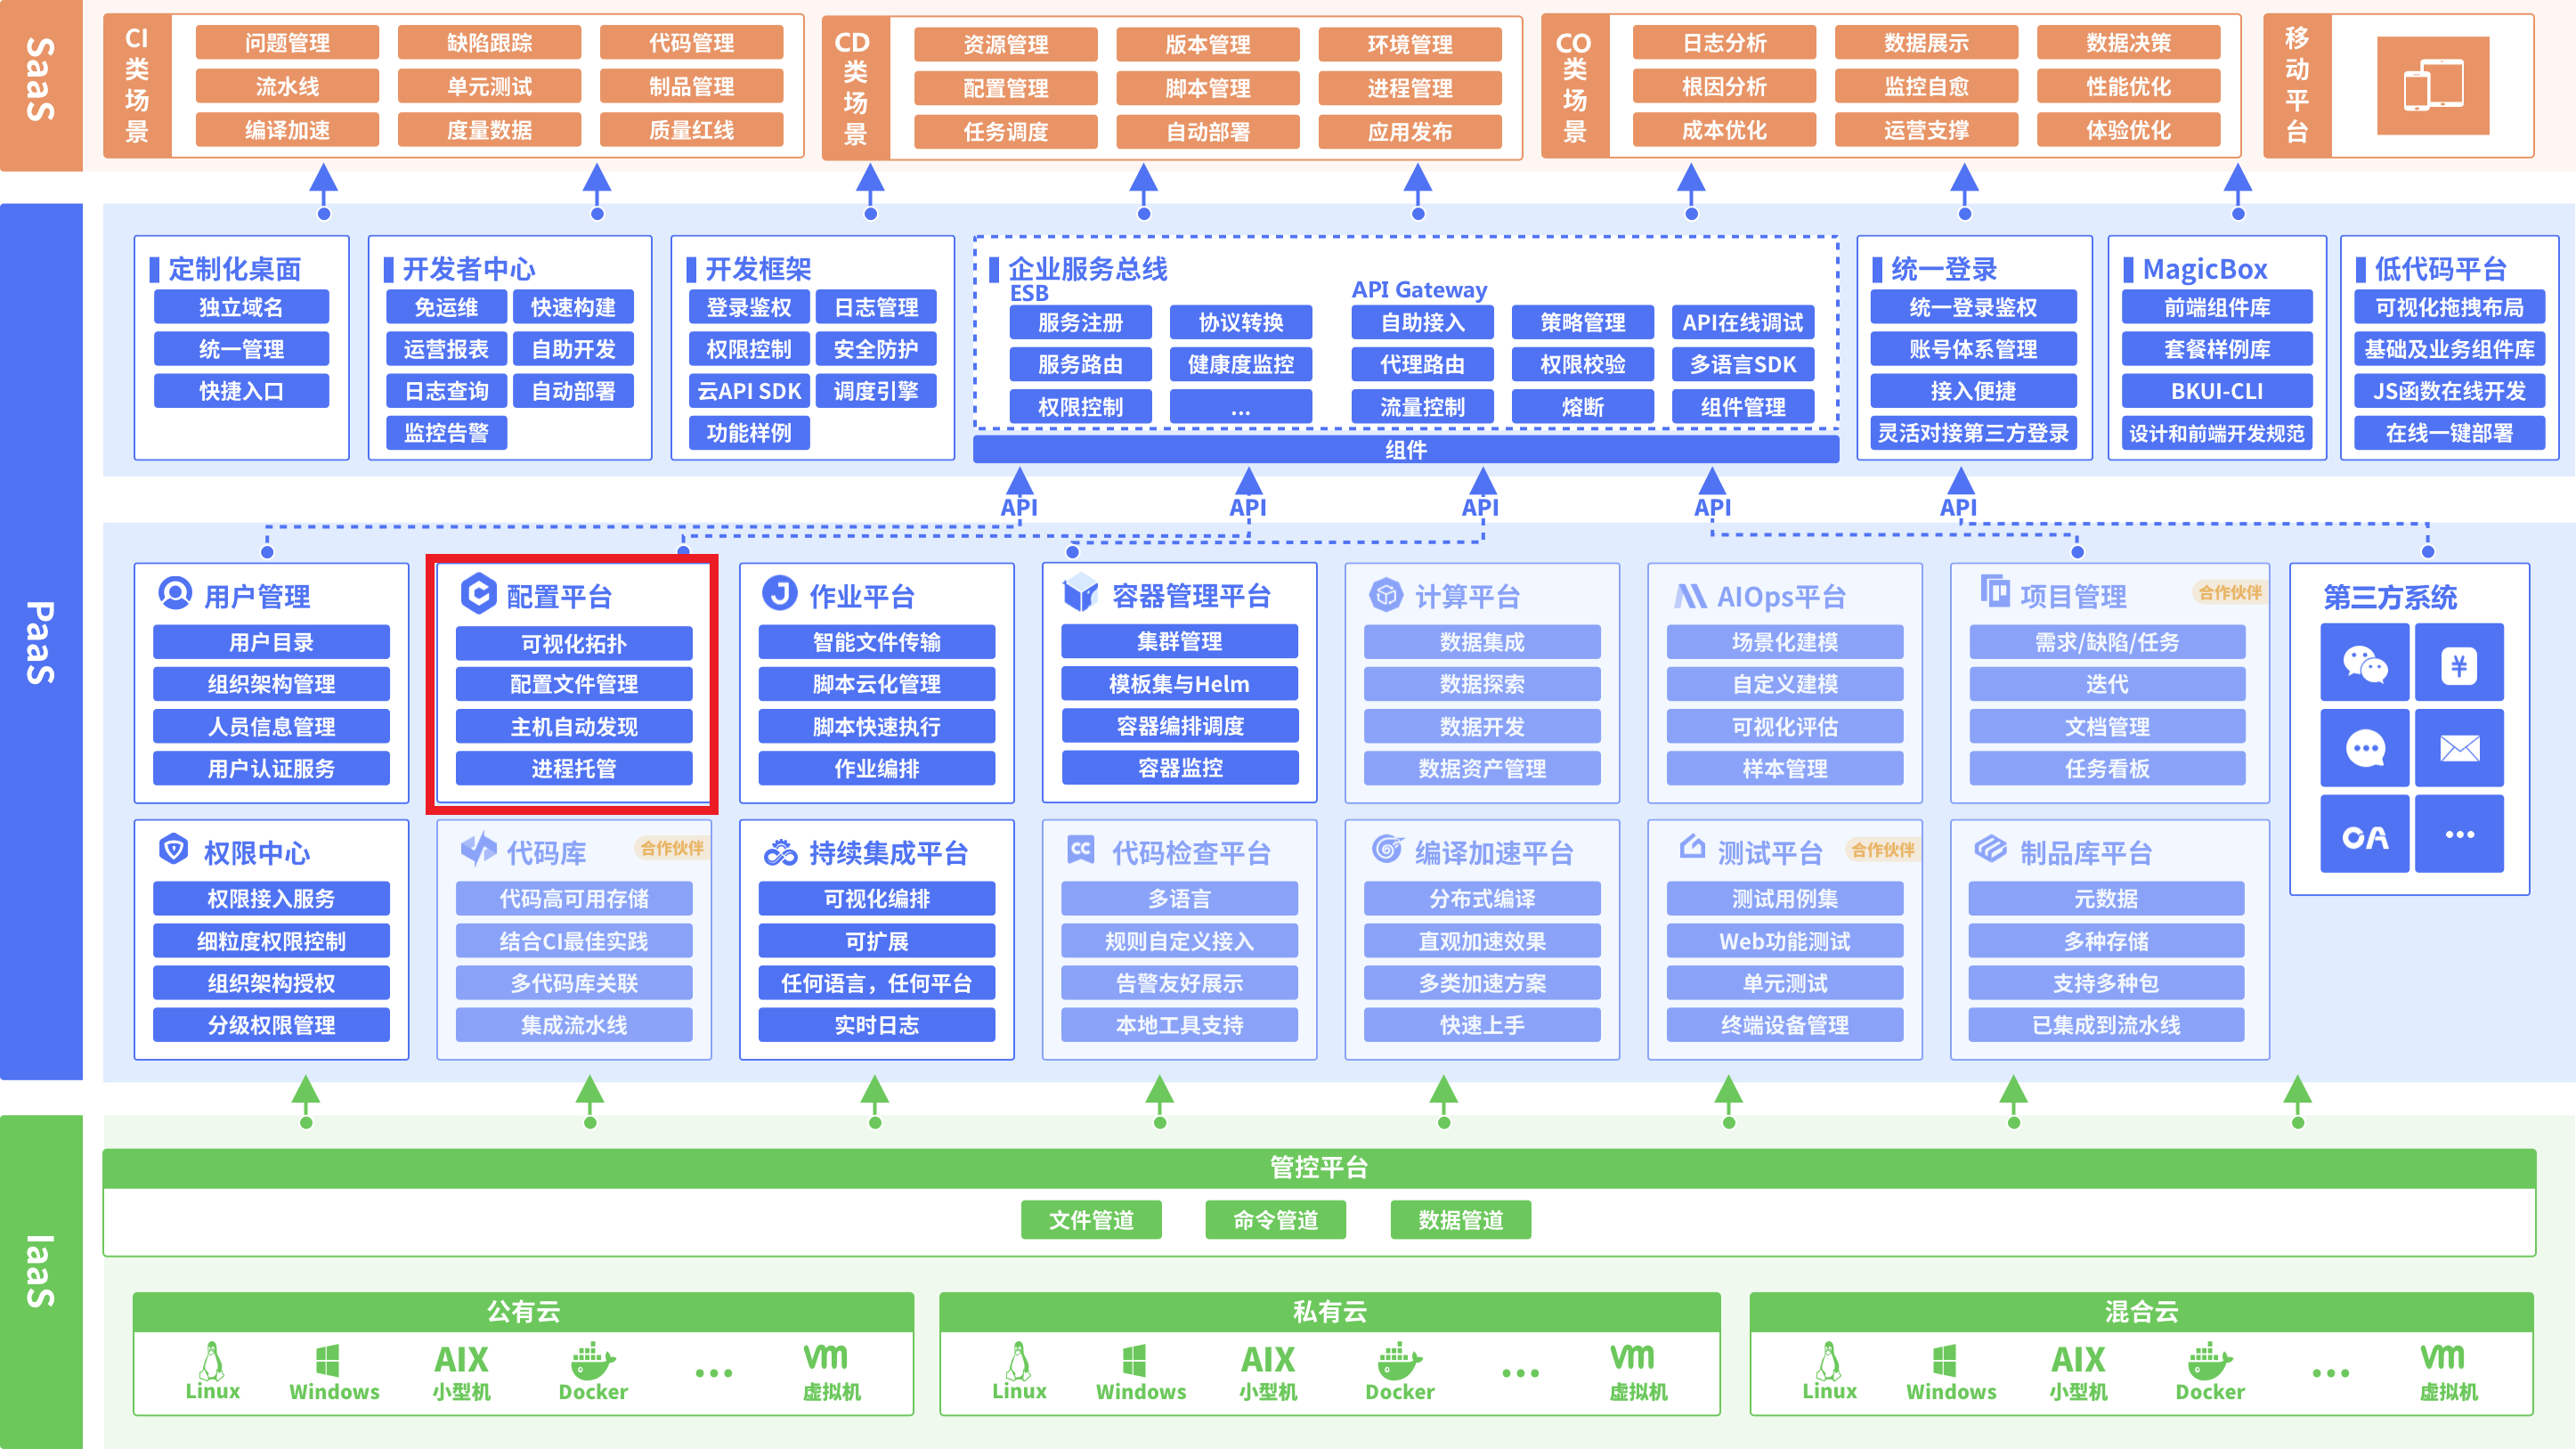 SaaS
CI类场景
问题管理
缺陷跟踪
代码管理
流水线
单元测试
制品管理
编译加速
度量数据
质量红线
CD类场景
资源管理
版本管理
环境管理
配置管理
脚本管理
进程管理
任务调度
自动部署
应用发布
CO类场景
日志分析
数据展示
数据决策
根因分析
监控自愈
性能优化
成本优化
运营支撑
体验优化
移动平台
PaaS
定制化桌面
独立域名
统一管理
快捷入口
开发者中心
免运维
快速构建
运营报表
自助开发
日志查询
自动部署
监控告警
开发框架
登录鉴权
日志管理
权限控制
安全防护
云API SDK
调度引擎
功能样例
企业服务总线
ESB
服务注册
协议转换
服务路由
健康度监控
权限控制
...
API Gateway
自助接入
策略管理
API在线调试
代理路由
权限校验
多语言SDK
流量控制
熔断
组件管理
组件
统一登录
统一登录鉴权
账号体系管理
接入便捷
灵活对接第三方登录
MagicBox
前端组件库
套餐样例库
BKUI-CLI
设计和前端开发规范
低代码平台
可视化拖拽布局
基础及业务组件库
JS函数在线开发
在线一键部署
API
API
API
API
API
用户管理
用户目录
组织架构管理
人员信息管理
用户认证服务
配置平台
可视化拓扑
配置文件管理
主机自动发现
进程托管
作业平台
智能文件传输
脚本云化管理
脚本快速执行
作业编排
容器管理平台
集群管理
模板集与Helm
容器编排调度
容器监控
计算平台
数据集成
数据探索
数据开发
数据资产管理
AIOps平台
场景化建模
自定义建模
可视化评估
样本管理
项目管理
合作伙伴
需求/缺陷/任务
迭代
文档管理
任务看板
第三方系统
¥
OA
...
权限中心
权限接入服务
细粒度权限控制
组织架构授权
分级权限管理
代码库
合作伙伴
代码高可用存储
结合CI最佳实践
多代码库关联
集成流水线
持续集成平台
可视化编排
可扩展
任何语言，任何平台
实时日志
CC
代码检查平台
多语言
规则自定义接入
告警友好展示
本地工具支持
编译加速平台
分布式编译
直观加速效果
多类加速方案
快速上手
测试平台
合作伙伴
测试用例集
Web功能测试
单元测试
终端设备管理
制品库平台
元数据
多种存储
支持多种包
已集成到流水线
IaaS
管控平台
文件管道
命令管道
数据管道
公有云
Linux
Windows
AIX
小型机
Docker
...
vm
虚拟机
私有云
Linux
Windows
AIX
小型机
Docker
...
vm
虚拟机
混合云
Linux
Windows
AIX
小型机
Docker
...
vm
虚拟机